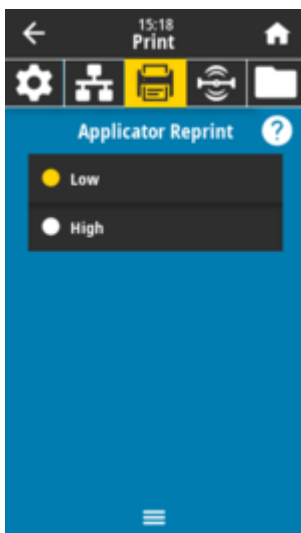 15:18
Print
Applicator Reprint
?
Low
High